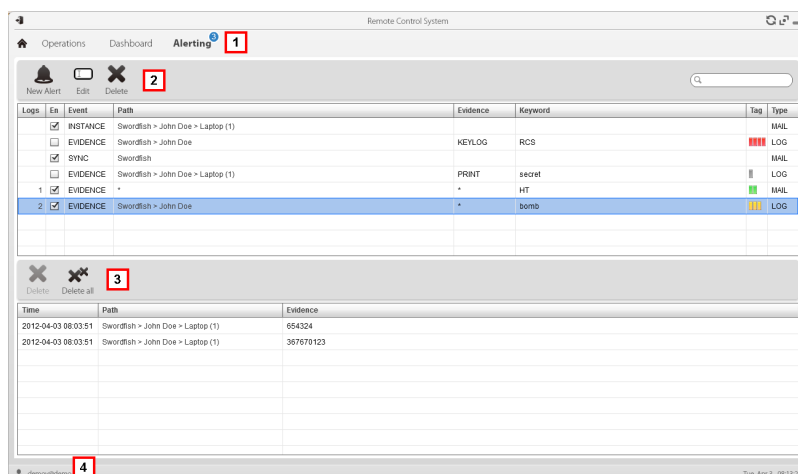 Remote Control System
Operations Dashboard Alerting 3 1
New Alert Edit Delete 2
Logs En Event Path Evidence Keyword Tag Type
INSTANCE Swordfish > John Doe > Laptop (1) MAIL
EVIDENCE Swordfish > John Doe KEYLOG RCS LOG
SYNC Swordfish MAIL
EVIDENCE Swordfish > John Doe > Laptop (1) PRINT secret LOG
1 EVIDENCE * * HT MAIL
2 EVIDENCE Swordfish > John Doe * bomb LOG
Delete Delete all 3
Time Path Evidence
2012-04-03 08:03:51 Swordfish > John Doe > Laptop (1) 654324
2012-04-03 08:03:51 Swordfish > John Doe > Laptop (1) 367670123
4